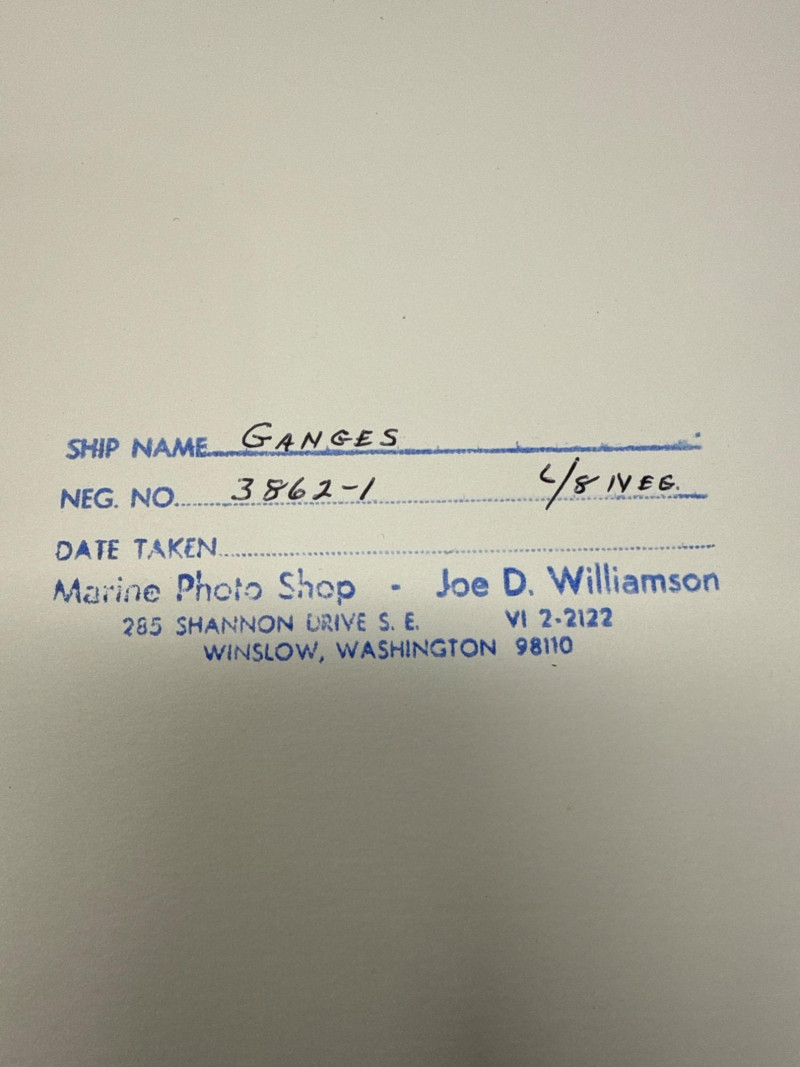 SHIP NAME GANGES
NEG. NO. 3862-1 L/8 NEG.
DATE TAKEN
Marine Photo Shop - Joe D. Williamson
285 SHANNON DRIVE S. E. VI 2-2122
WINSLOW, WASHINGTON 98110